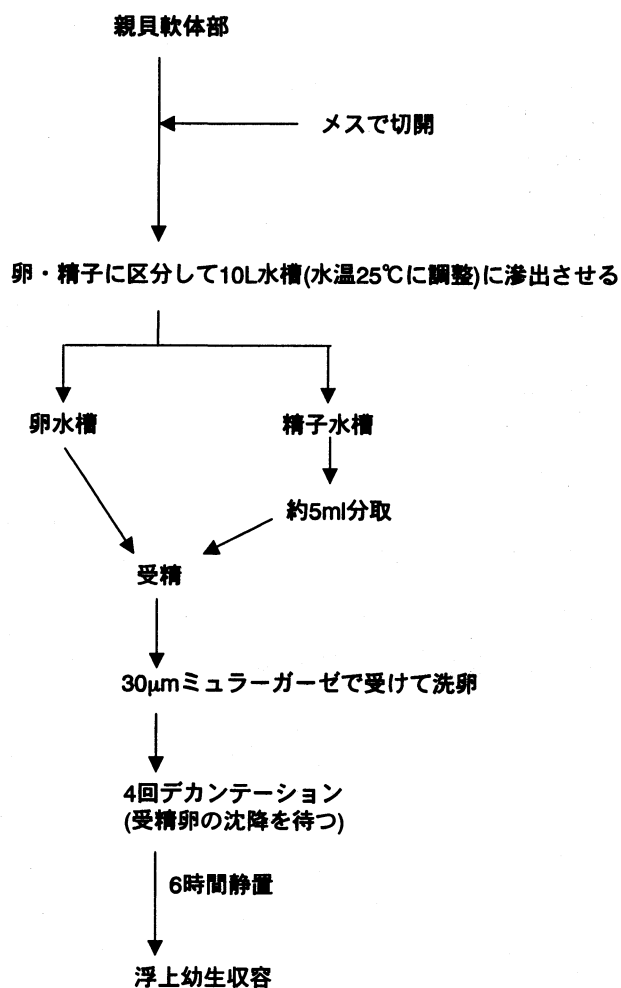 親貝軟体部
メスで切開
卵・精子に区分して10L水槽(水温25℃に調整)に滲出させる
卵水槽
精子水槽
約5ml分取
受精
30μmミュラーガーゼで受けて洗卵
4回デカンテーション
(受精卵の沈降を待つ)
6時間静置
浮上幼生収容